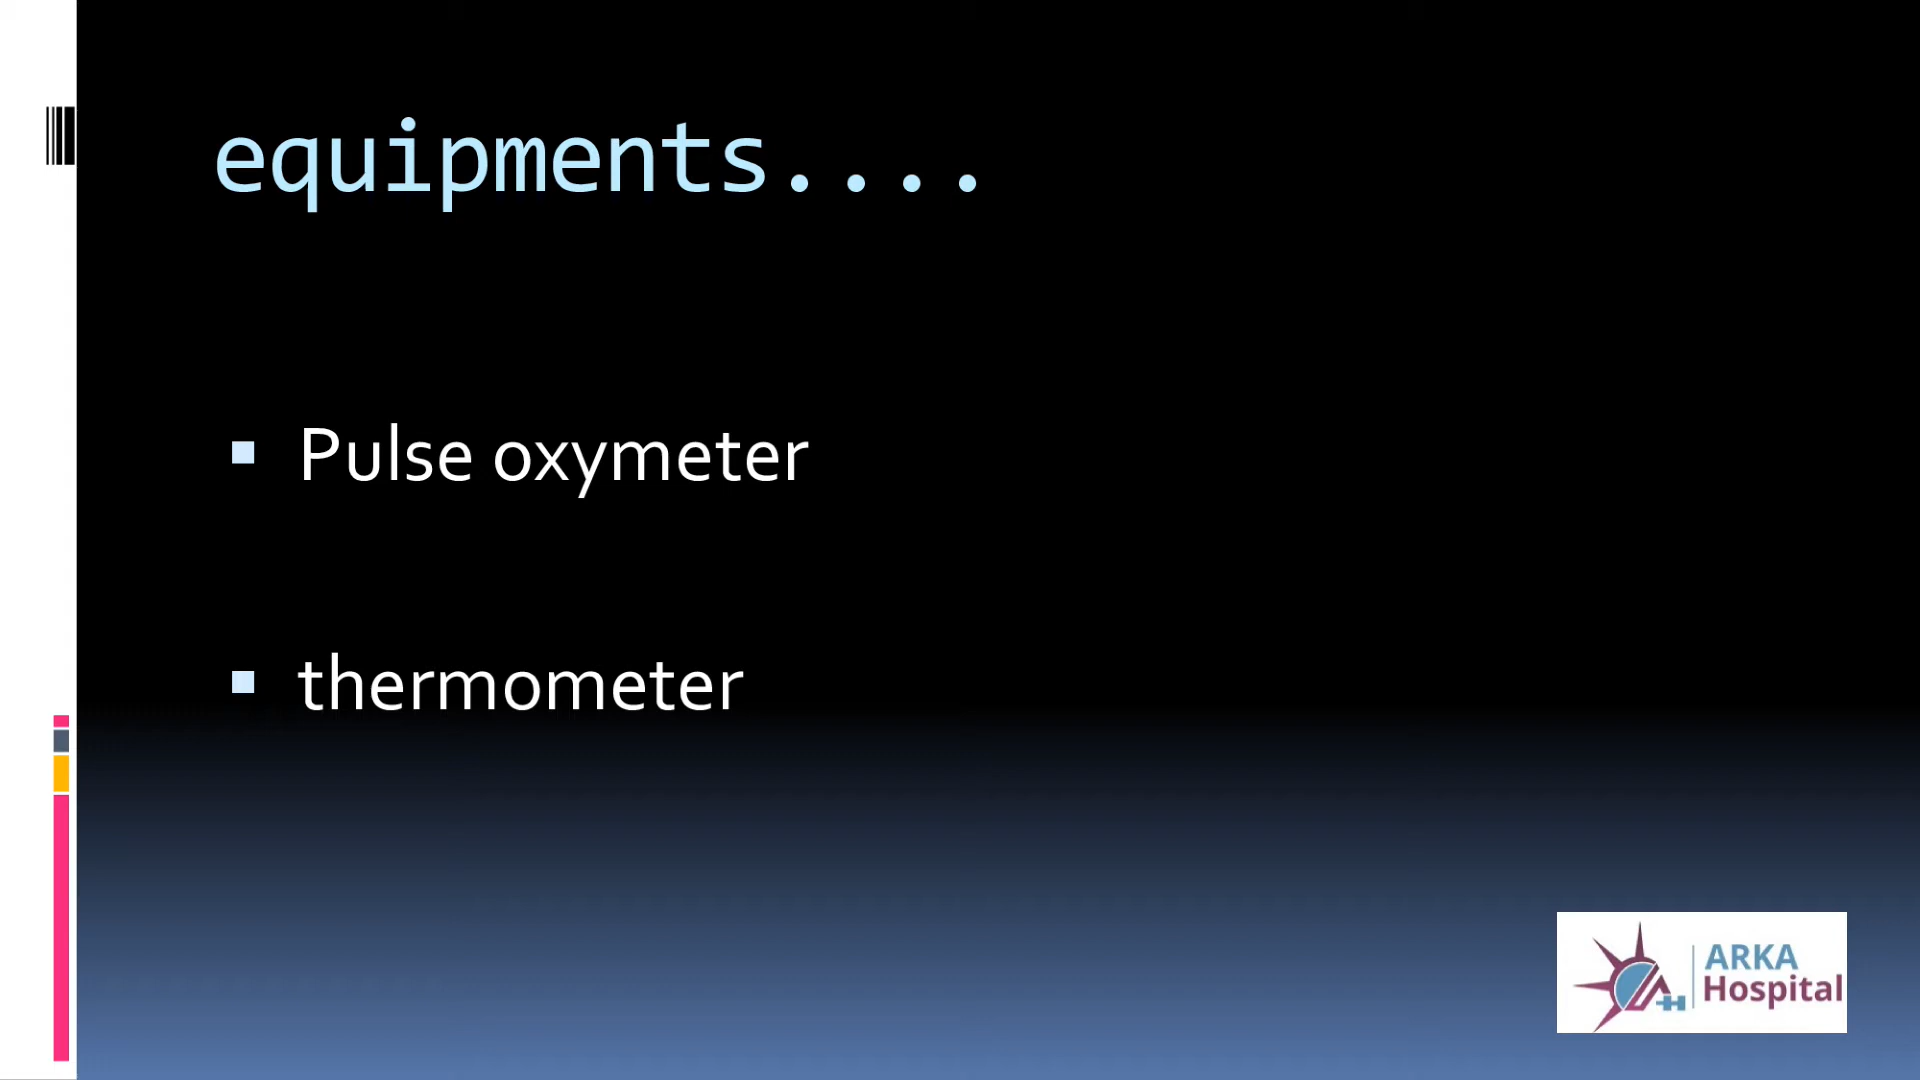 equipments....
Pulse oxymeter
thermometer
ARKA
Hospital